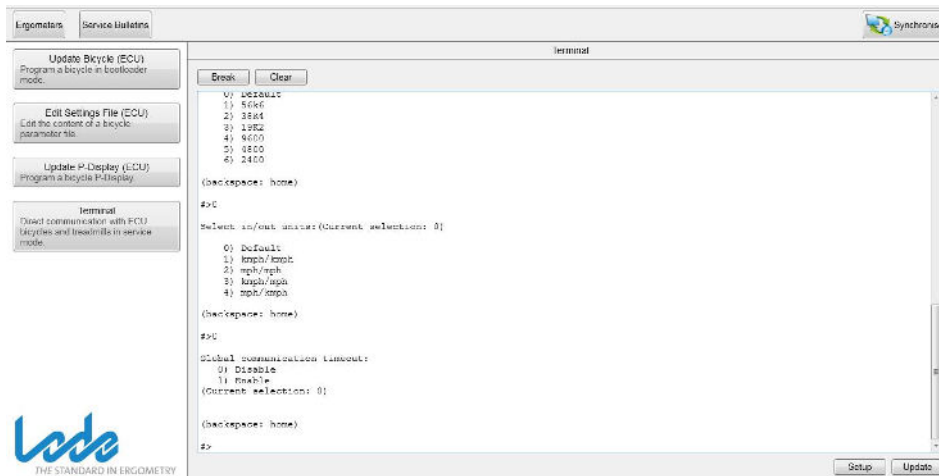 Ergometers
Service Bulletins
Synchronis
Update Bicycle (ECU)
Program a bicycle in bootloader
mode.
Edit Settings File (ECU)
Edit the content of a bicycle
parameter file.
Update P-Display (ECU)
Program a bicycle P-Display.
Terminal
Direct communication with ECU
bicycles and treadmills in service
mode.
Terminal
Break
Clear
0) Default
1) 56k6
2) 38K4
3) 19K2
4) 9600
5) 4800
6) 2400
(backspace: home)
#>0
Select in/out units:(Current selection: 0)
0) Default
1) kmph/kmph
2) mph/mph
3) kmph/mph
4) mph/kmph
(backspace: home)
#>0
Global communication timeout:
0) Disable
1) Enable
(Current selection: 0)
(backspace: home)
#>
Setup
Update
Lode
THE STANDARD IN ERGOMETRY